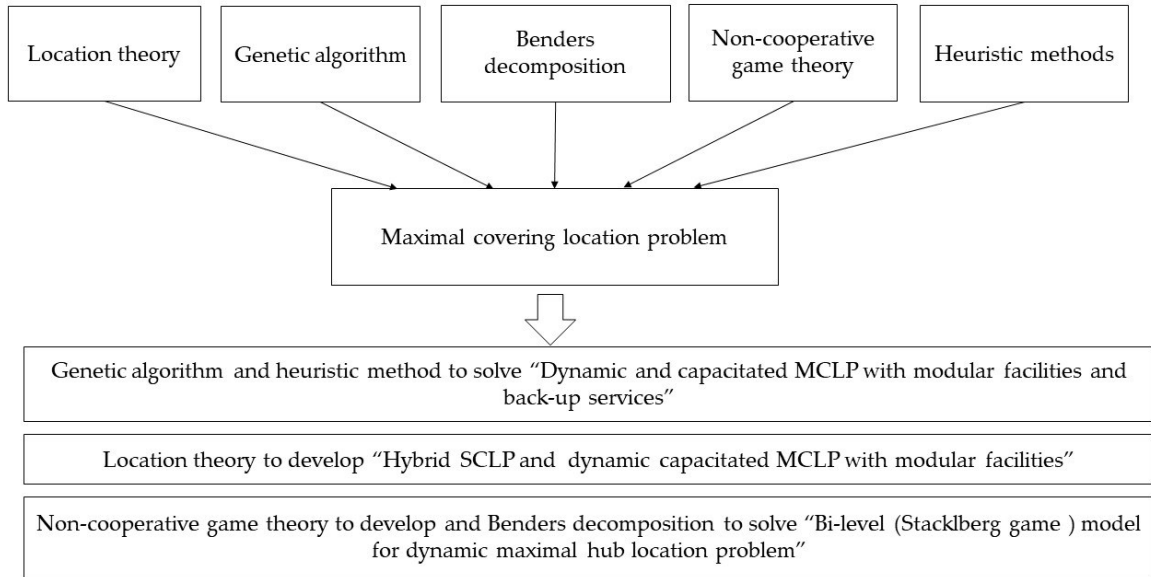 Location theory
Genetic algorithm
Benders
decomposition
Non-cooperative
game theory
Heuristic methods
Maximal covering location problem
Genetic algorithm and heuristic method to solve “Dynamic and capacitated MCLP with modular facilities and
back-up services”
Location theory to develop “Hybrid SCLP and dynamic capacitated MCLP with modular facilities”
Non-cooperative game theory to develop and Benders decomposition to solve “Bi-level (Stacklberg game ) model
for dynamic maximal hub location problem”